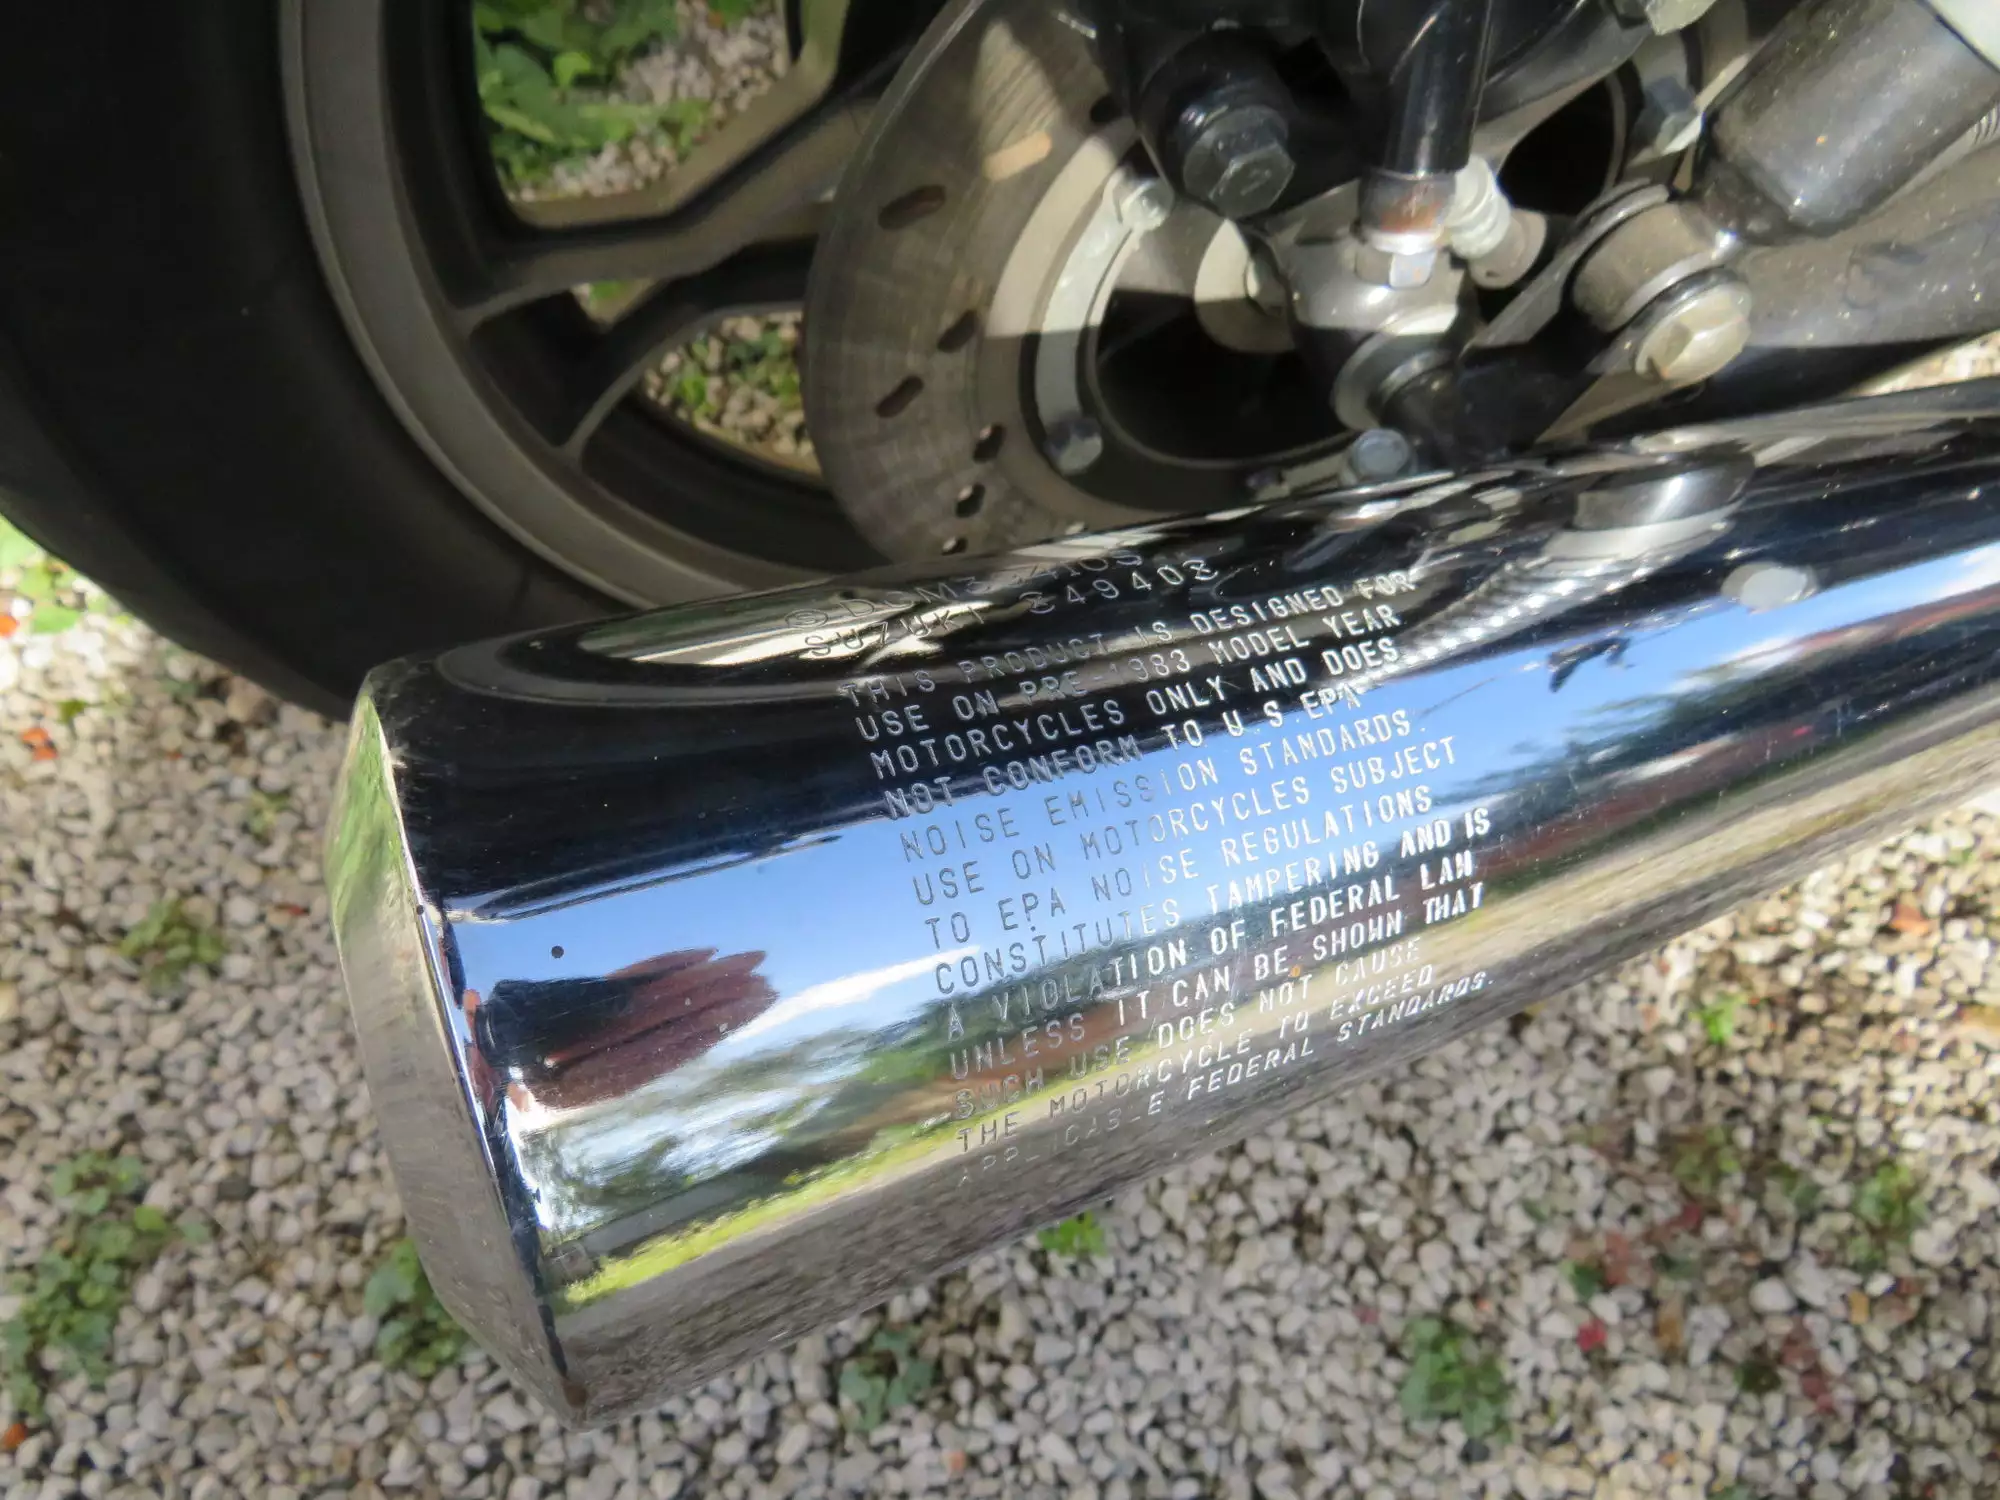 SUZUKI 49402
THIS PRODUCT IS DESIGNED FOR
USE ON PRE-1983 MODEL YEAR
MOTORCYCLES ONLY AND DOES
NOT CONFORM TO U.S.EPA
NOISE EMISSION STANDARDS.
USE ON MOTORCYCLES SUBJECT
TO EPA NOISE REGULATIONS
CONSTITUTES TAMPERING AND IS
A VIOLATION OF FEDERAL LAW
UNLESS IT CAN BE SHOWN THAT
SUCH USE DOES NOT CAUSE
THE MOTORCYCLE TO EXCEED
APPLICABLE FEDERAL STANDARDS.